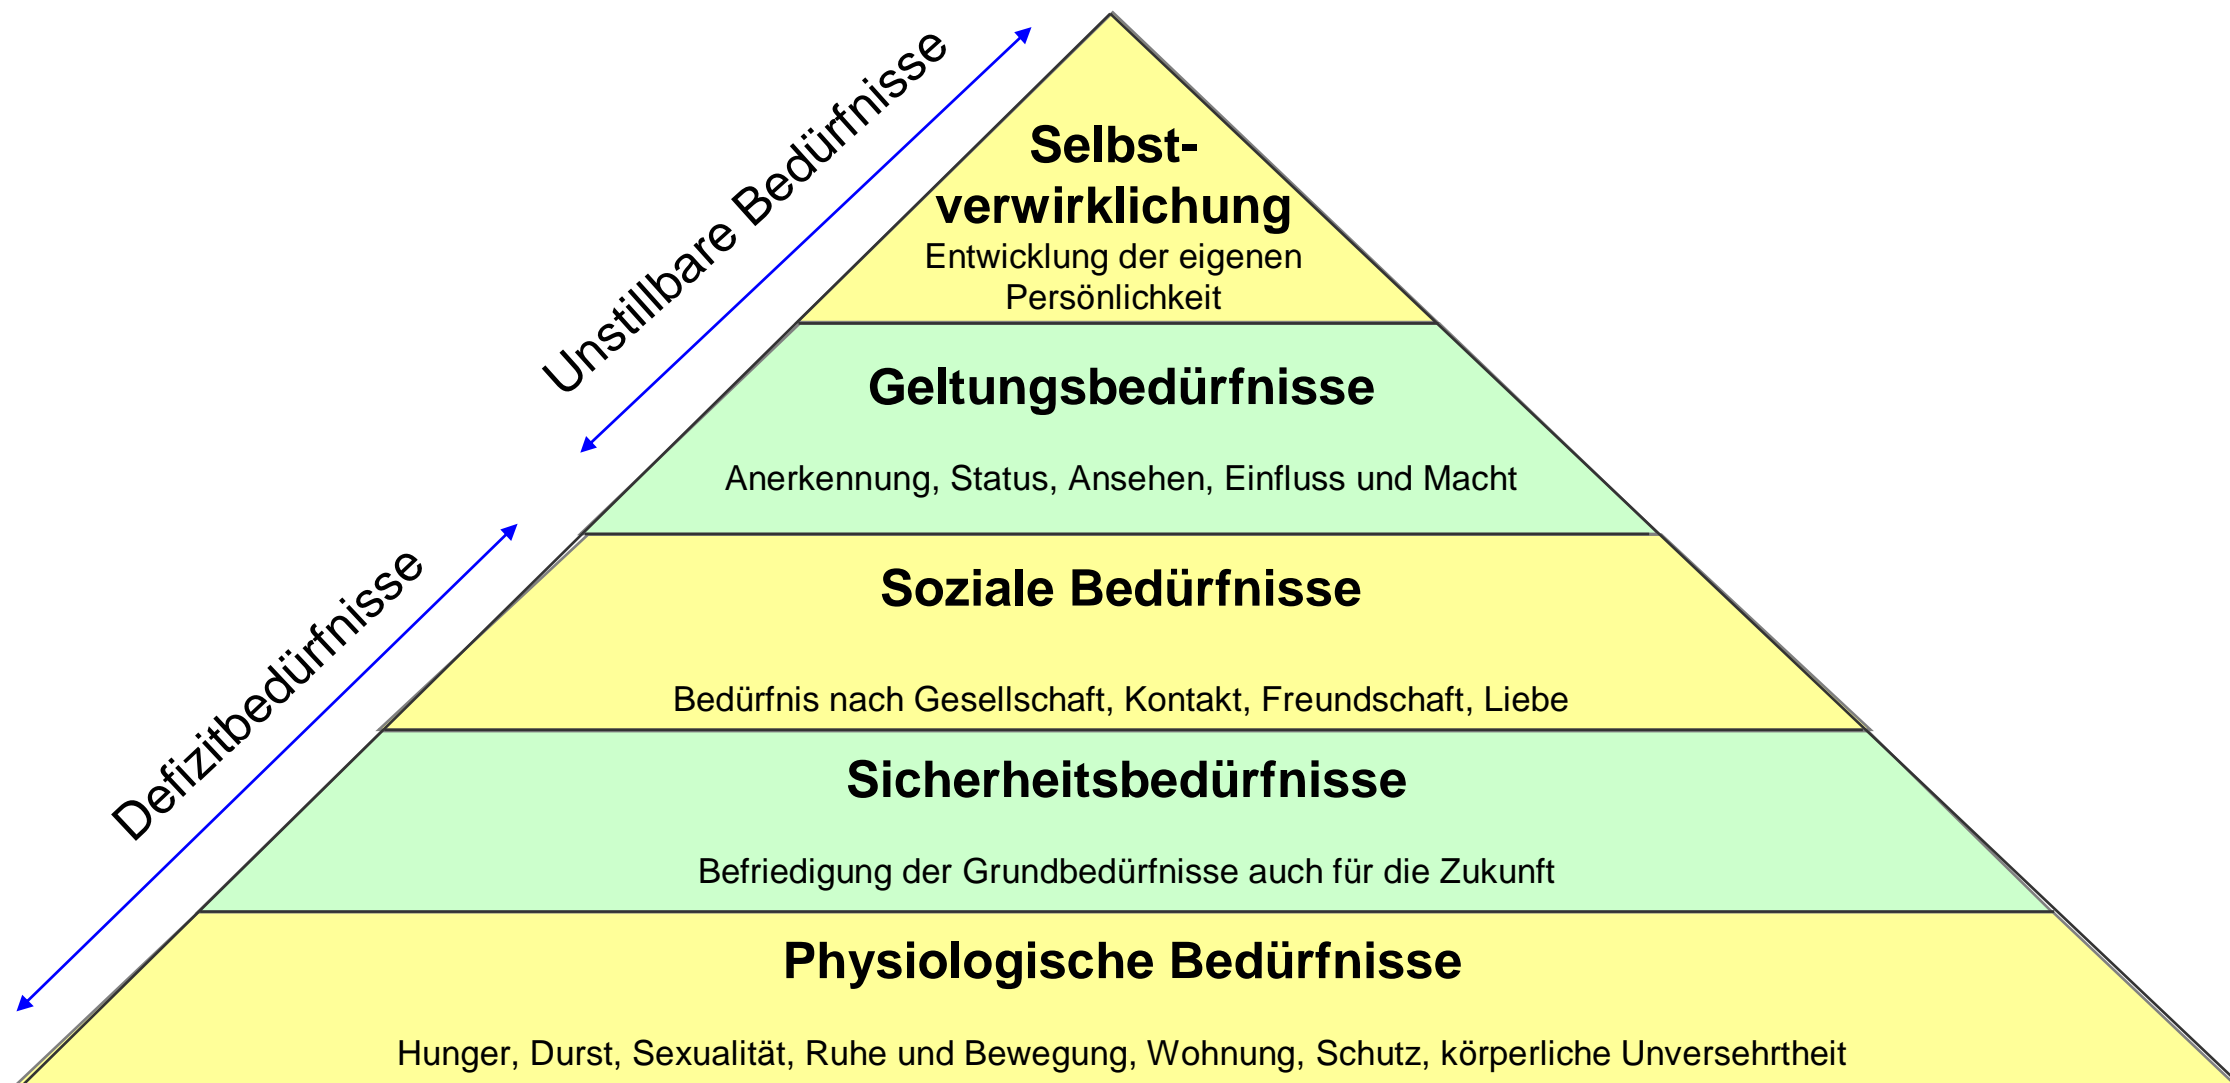 Unstillbare Bedürfnisse
Defizitbedürfnisse
Selbst-
verwirklichung
Entwicklung der eigenen
Persönlichkeit
Geltungsbedürfnisse
Anerkennung, Status, Ansehen, Einfluss und Macht
Soziale Bedürfnisse
Bedürfnis nach Gesellschaft, Kontakt, Freundschaft, Liebe
Sicherheitsbedürfnisse
Befriedigung der Grundbedürfnisse auch für die Zukunft
Physiologische Bedürfnisse
Hunger, Durst, Sexualität, Ruhe und Bewegung, Wohnung, Schutz, körperliche Unversehrtheit